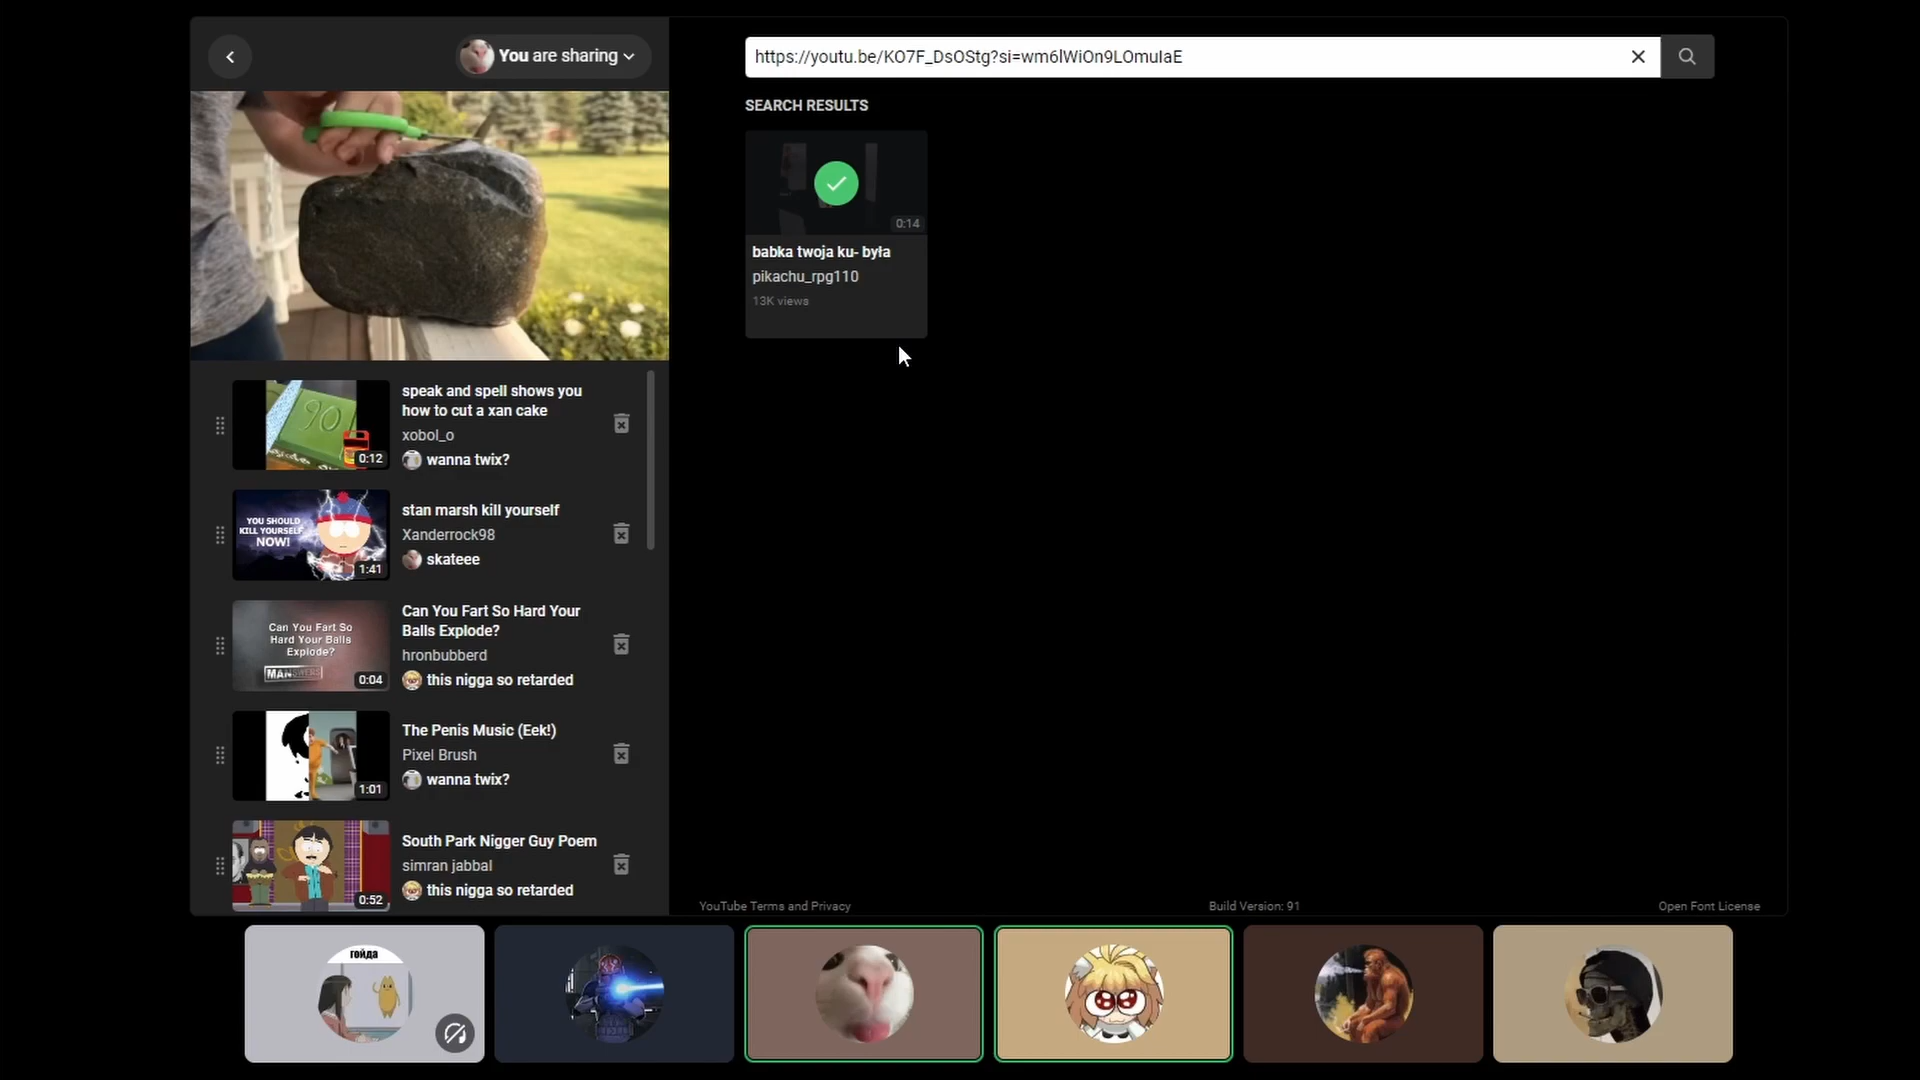 You are sharing
https://youtu.be/KO7F_DsOStg?si=wm6lWiOn9LOmuIaE
SEARCH RESULTS
0:14
babka twoja ku- była
pikachu_rpg110
13K views
90
0:12
speak and spell shows you
how to cut a xan cake
xobol_o
wanna twix?
YOU SHOULD
KILL YOURSELF
NOW!
1:41
stan marsh kill yourself
Xanderrock98
skateee
Can You Fart So
Hard Your Balls
Explode?
MANSWERS
0:04
Can You Fart So Hard Your
Balls Explode?
hronbubberd
this nigga so retarded
1:01
The Penis Music (Eek!)
Pixel Brush
wanna twix?
0:52
South Park Nigger Guy Poem
simran jabbal
this nigga so retarded
YouTube Terms and Privacy
Build Version: 91
Open Font License
гойда